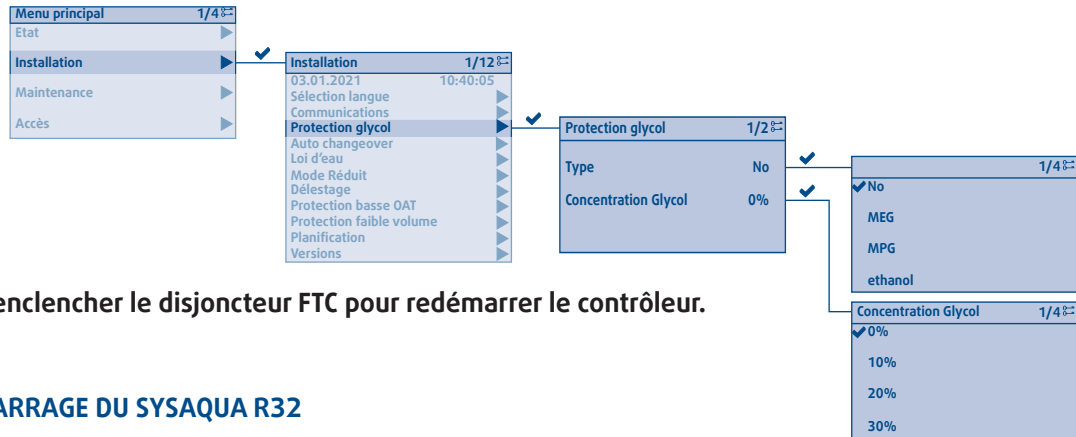 Menu principal 1/4
Etat
Installation
Maintenance
Accès
Installation 1/12
03.01.2021 10:40:05
Sélection langue
Communications
Protection glycol
Auto changeover
Loi d'eau
Mode Réduit
Délestage
Protection basse OAT
Protection faible volume
Planification
Versions
Protection glycol 1/2
Type No
Concentration Glycol 0%
1/4
No
MEG
MPG
ethanol
Concentration Glycol 1/4
0%
10%
20%
30%
enclencher le disjoncteur FTC pour redémarrer le contrôleur.
ARRAGE DU SYSAQUA R32